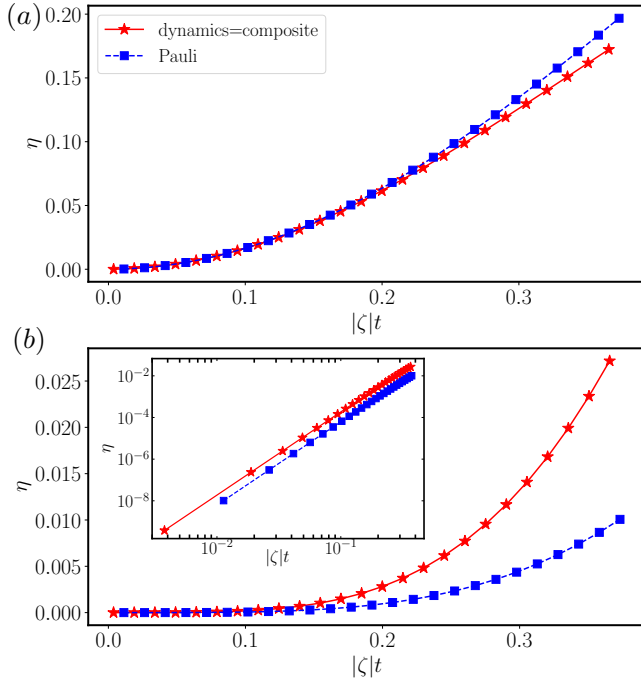 (a)
dynamics=composite
Pauli
0.20
0.15
0.10
0.05
0.00
η
0.0 0.1 0.2 0.3
|ζ|t
(b)
0.025
0.020
0.015
0.010
0.005
0.000
η
10⁻²
10⁻⁴
10⁻⁶
10⁻⁸
η
10⁻² 10⁻¹
|ζ|t
0.0 0.1 0.2 0.3
|ζ|t